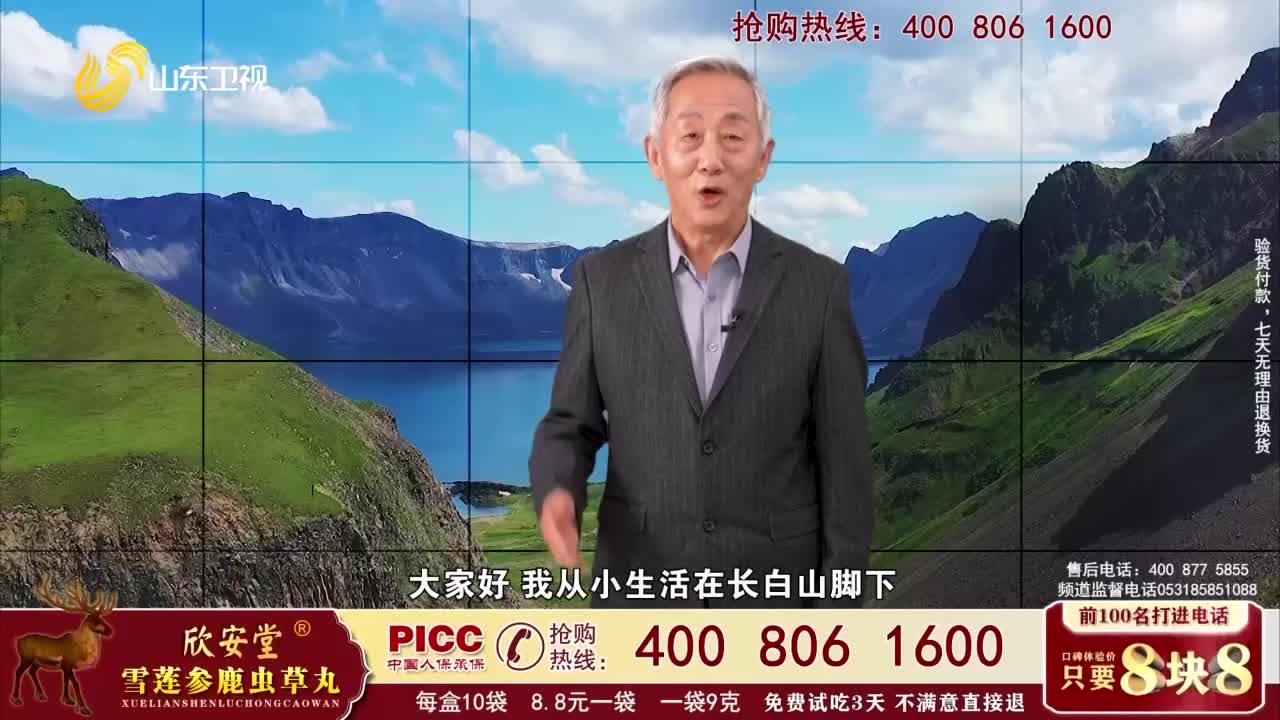 抢购热线：400 806 1600
山东卫视
验货付款，七天无理由退换货
大家好 我从小生活在长白山脚下
售后电话：400 877 5855
频道监督电话053185851088
欣安堂®
雪莲参鹿虫草丸
XUELIANSHENLUCHONGCAOWAN
PICC
中国人保承保
抢购热线：
400 806 1600
前100名打进电话
口碑体验价
只要8块8
每盒10袋 8.8元一袋 一袋9克 免费试吃3天 不满意直接退